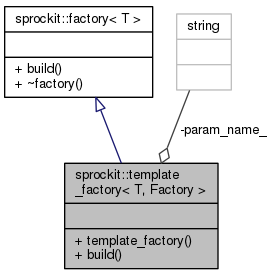 sprockit::factory< T >
+ build()
+ ~factory()
string
-param_name_
sprockit::template
_factory< T, Factory >
+ template_factory()
+ build()